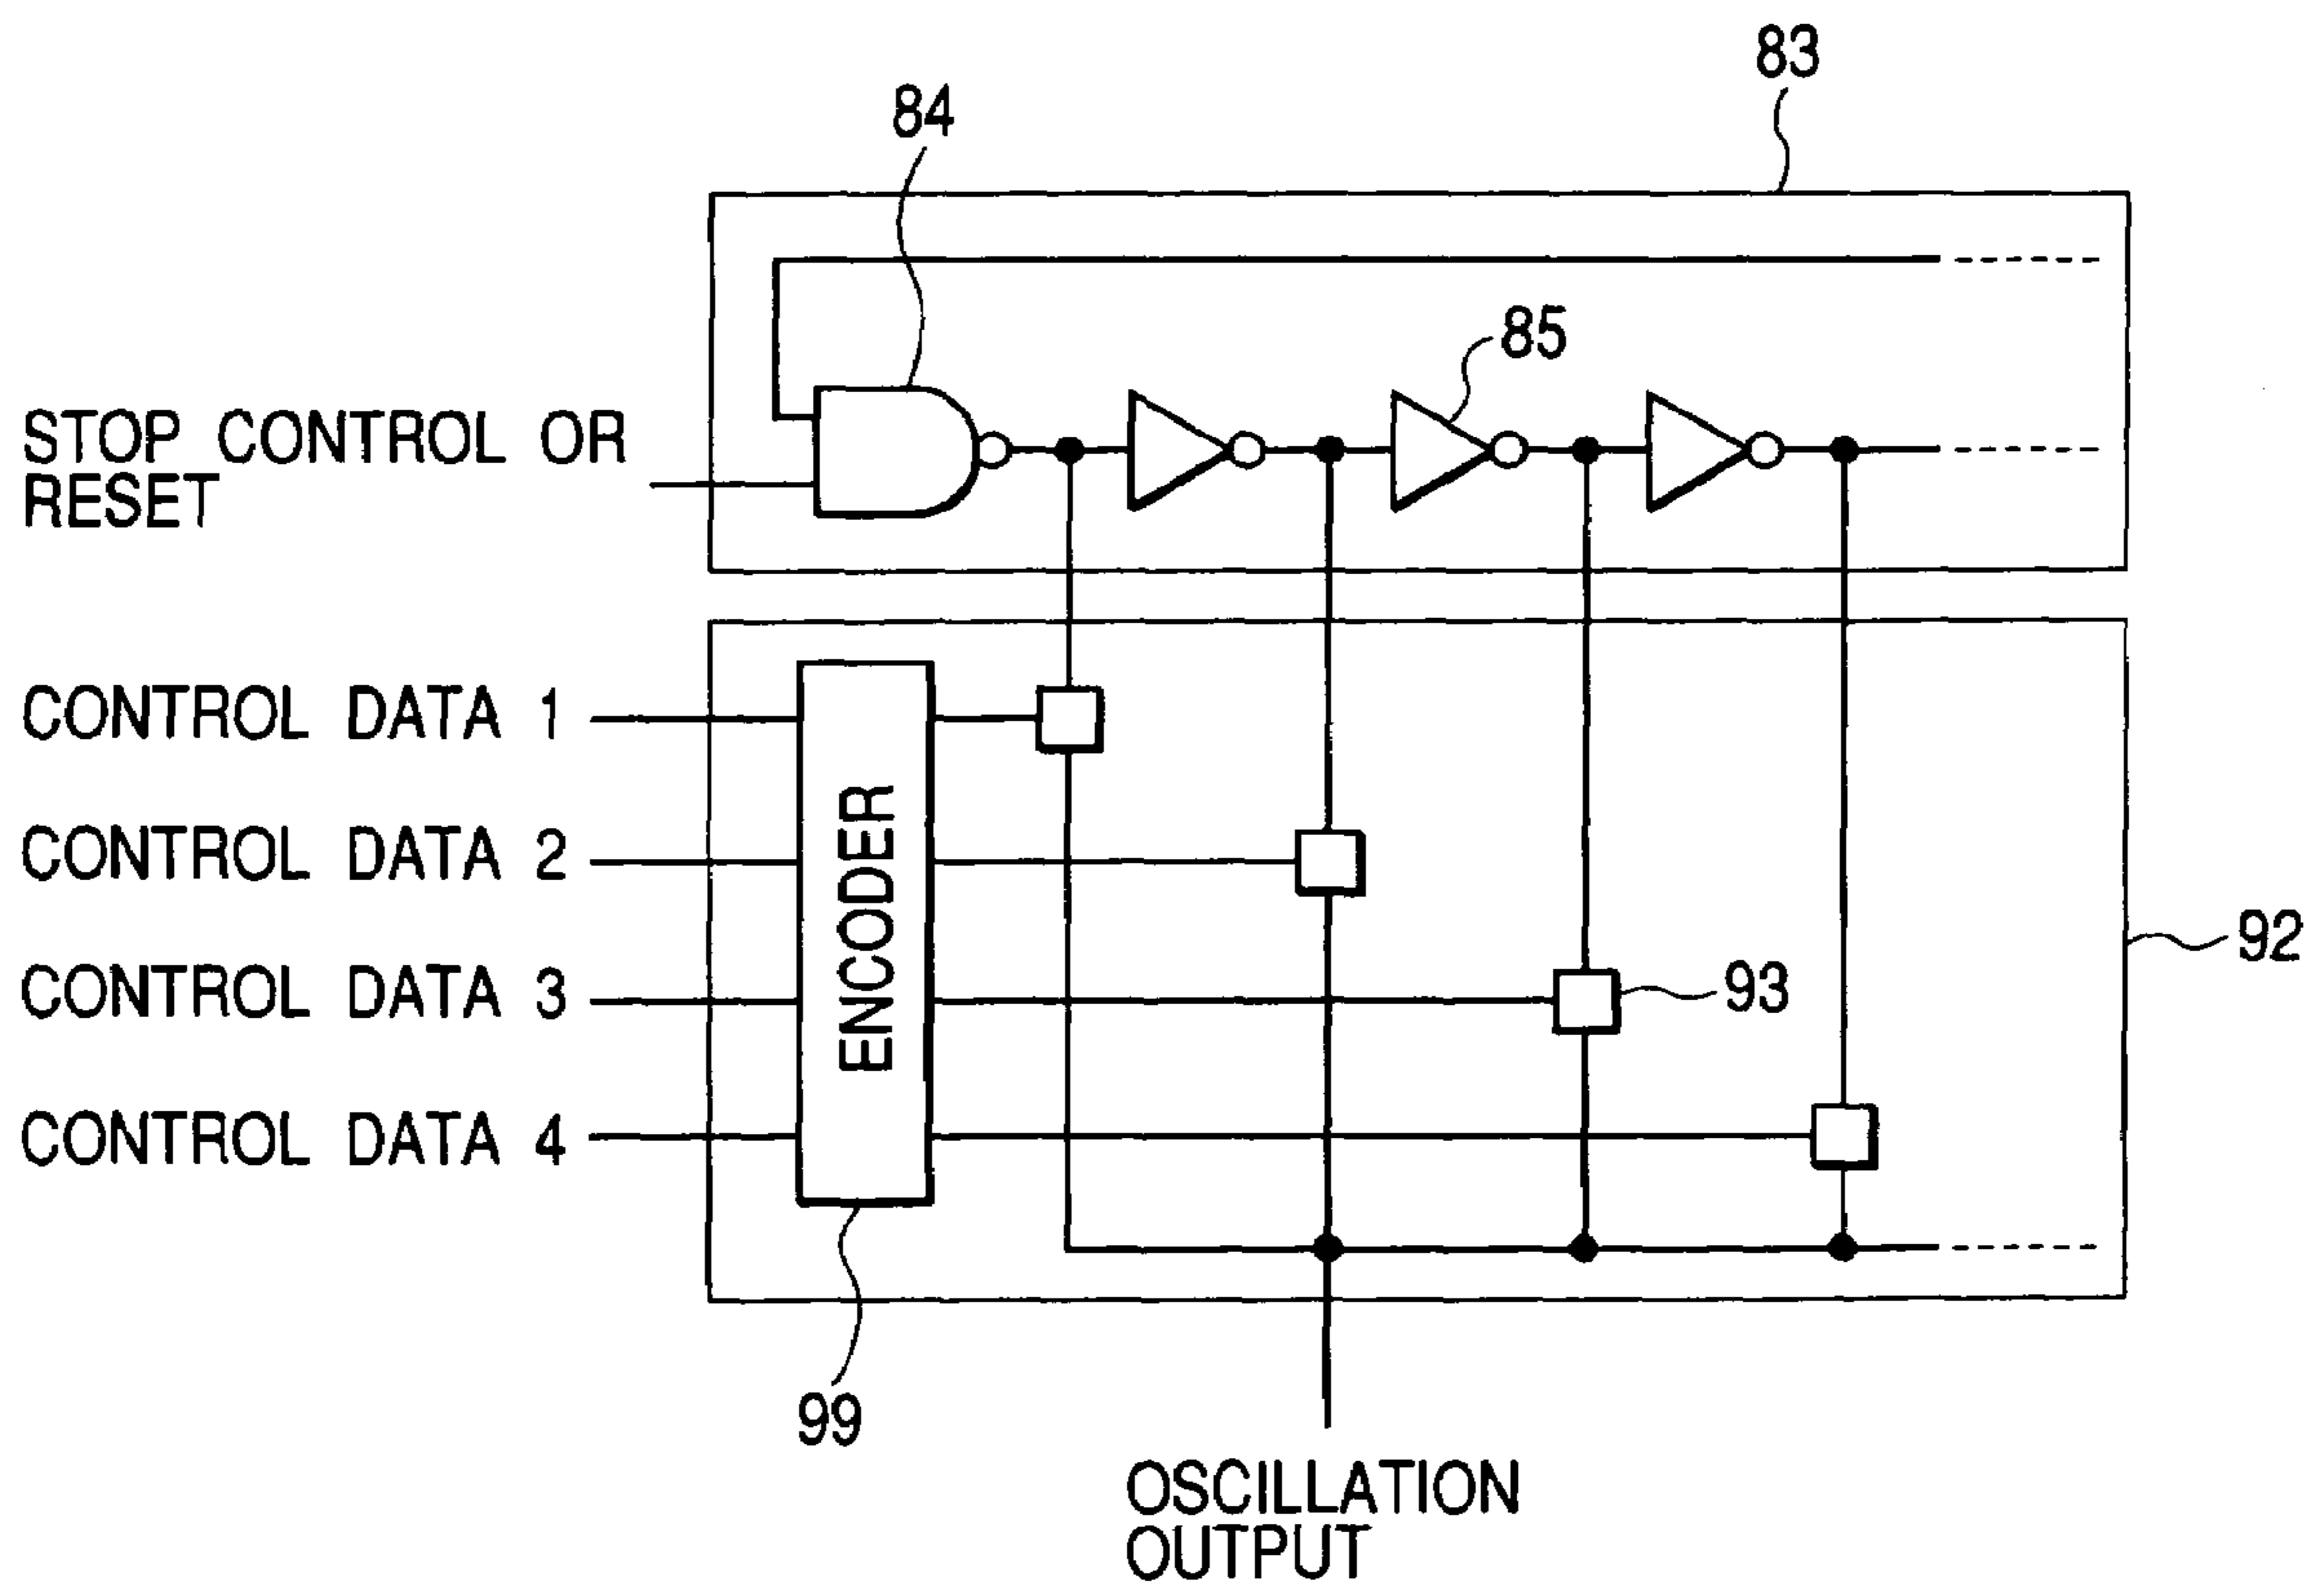 83
84
85
STOP CONTROL OR
RESET
CONTROL DATA 1
CONTROL DATA 2
CONTROL DATA 3
CONTROL DATA 4
ENCODER
92
93
99
OSCILLATION
OUTPUT